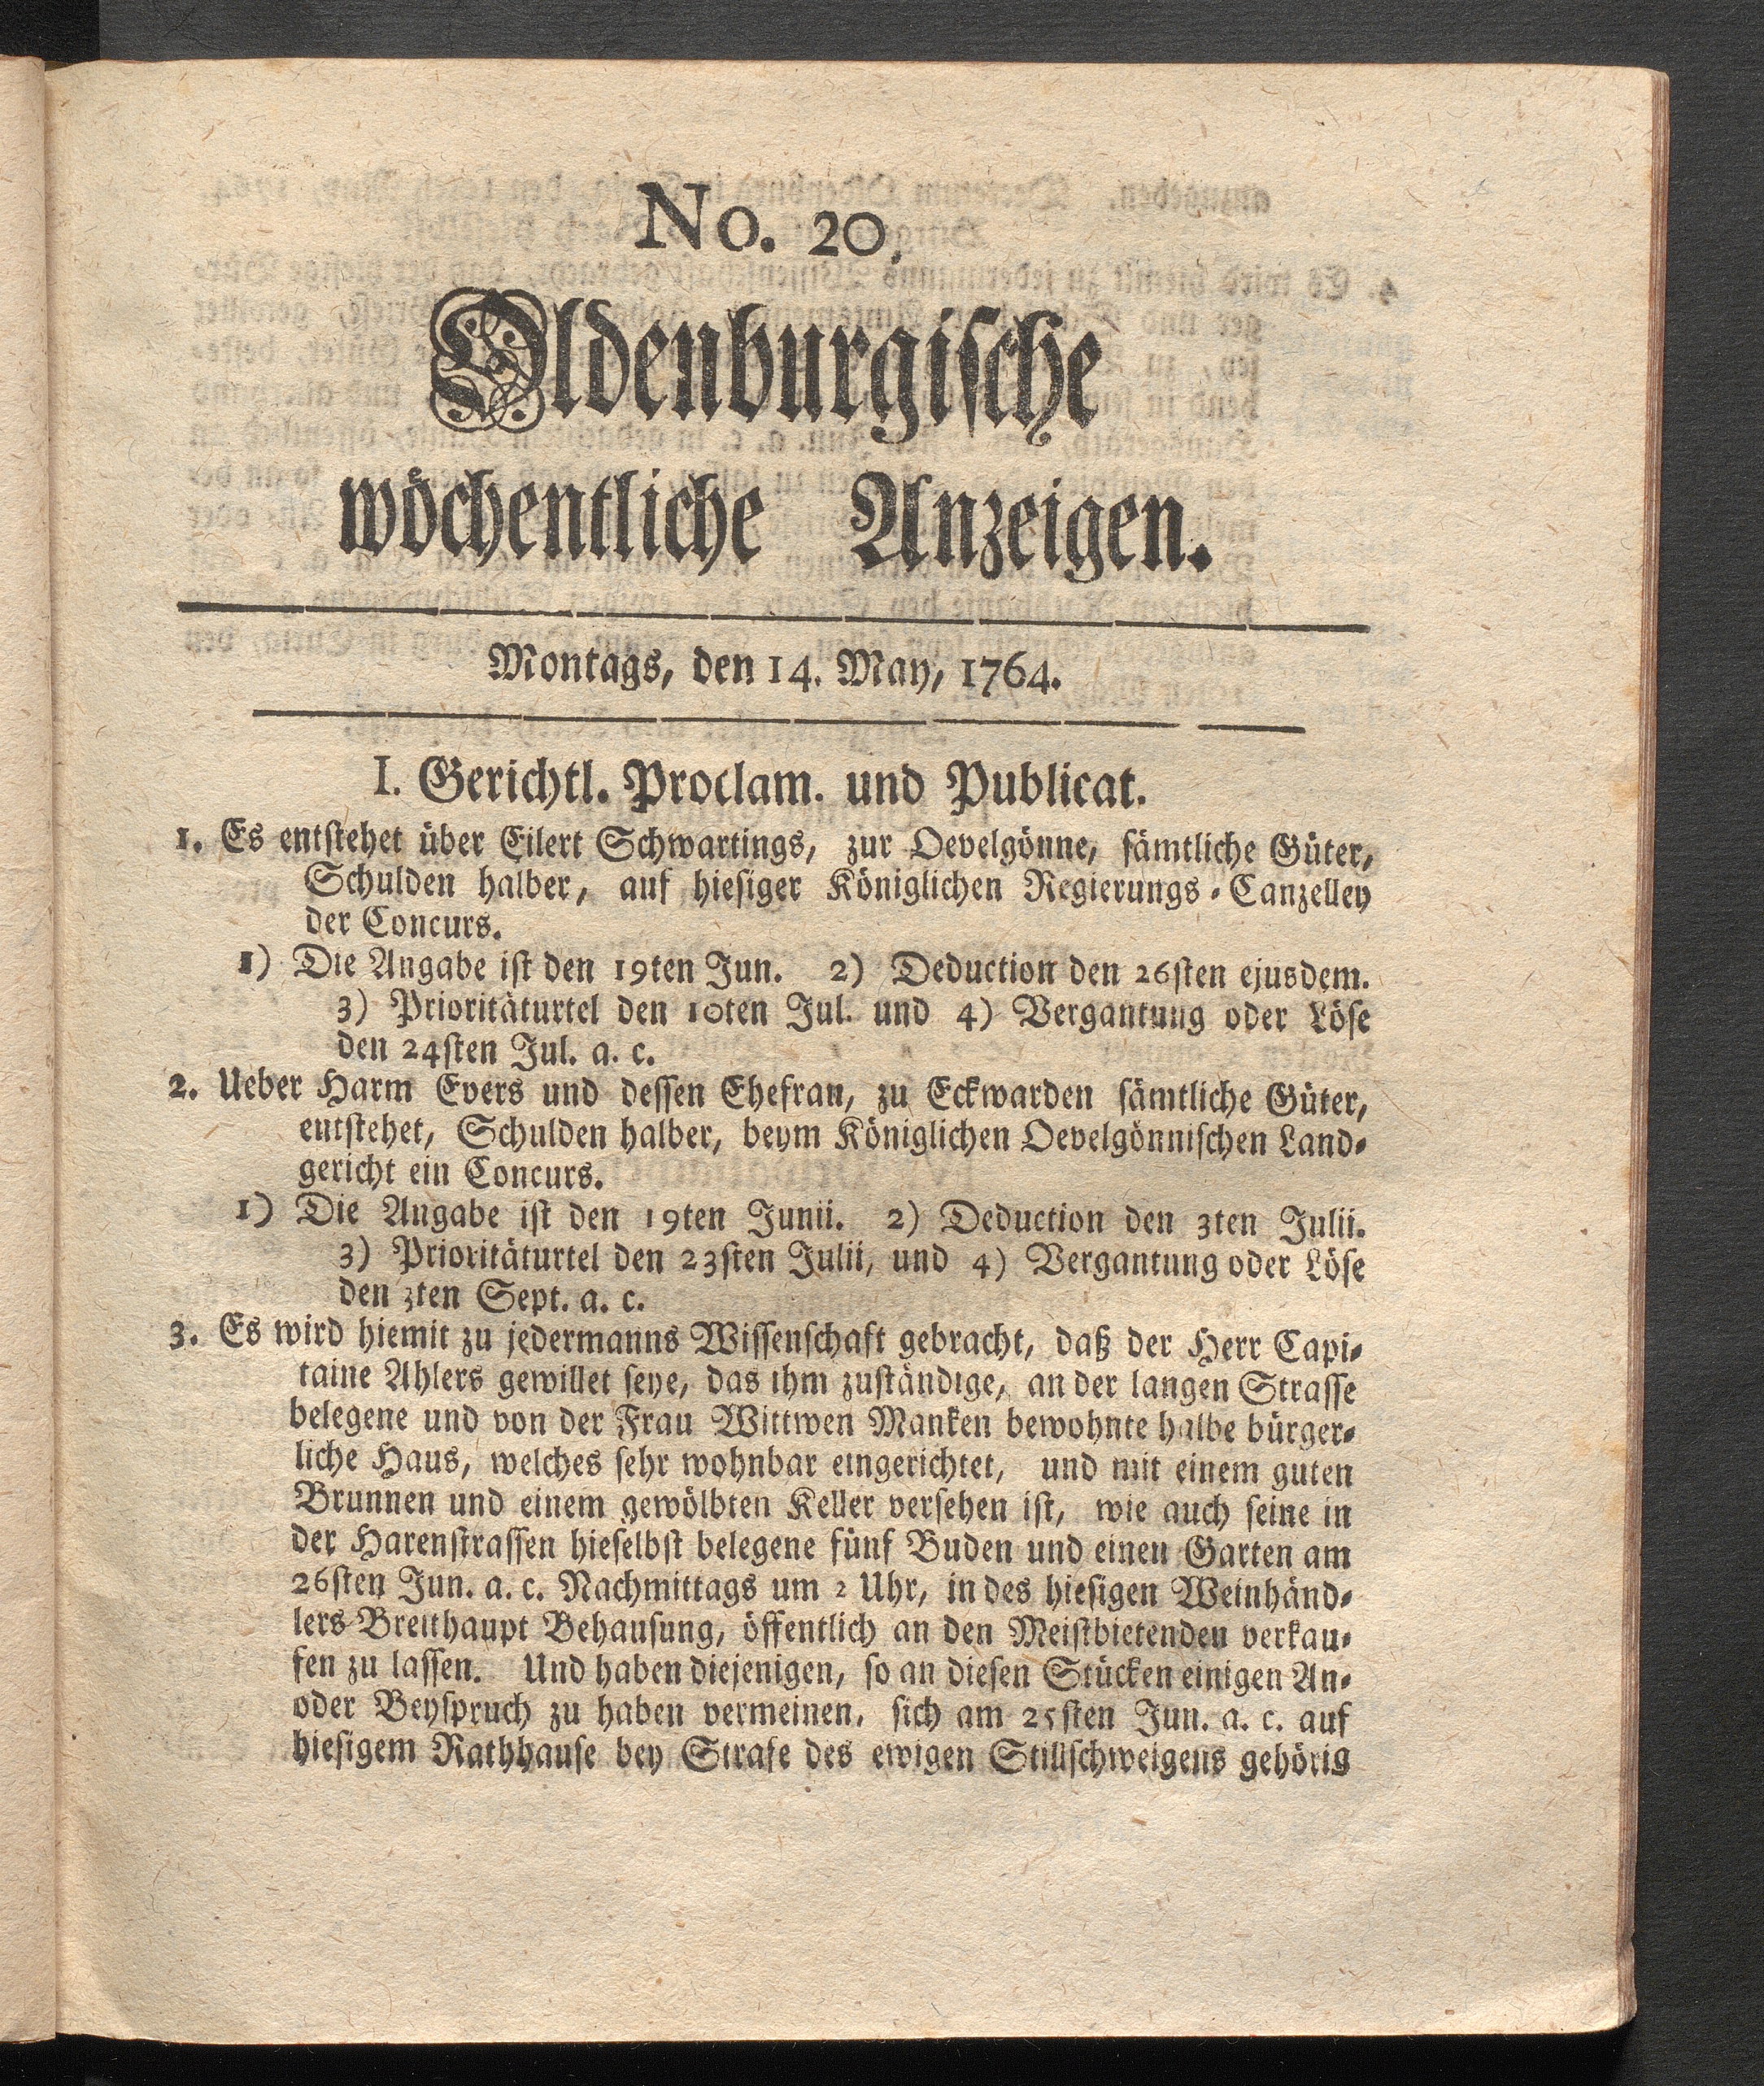 No. 20.
Oldenburgische
wöchentliche Anzeigen.
Montags, den 14. May, 1764.
I. Gerichtl. Proclam. und Publicat.
1. Es entstehet über Eilert Schwartings, zur Oevelgönne, sämtliche Güter,
Schulden halber, auf hiesiger Königlichen Regierungs-Canzelley
der Concurs.
1) Die Angabe ist den 19ten Jun. 2) Deduction den 26sten ejusdem.
3) Prioritäturtel den 10ten Jul. und 4) Vergantung oder Löse
den 24sten Jul. a. c.
2. Ueber Harm Evers und dessen Ehefrau, zu Eckwarden sämtliche Güter,
entstehet, Schulden halber, beym Königlichen Oevelgönnischen Land-
gericht ein Concurs.
1) Die Angabe ist den 19ten Junii. 2) Deduction den 3ten Julii.
3) Prioritäturtel den 23sten Julii, und 4) Vergantung oder Löse
den 3ten Sept. a. c.
3. Es wird hiemit zu jedermanns Wissenschaft gebracht, daß der Herr Capi-
taine Ahlers gewillet seye, das ihm zuständige, an der langen Strasse
belegene und von der Frau Wittwen Manken bewohnte halbe bürger-
liche Haus, welches sehr wohnbar eingerichtet, und mit einem guten
Brunnen und einem gewölbten Keller versehen ist, wie auch seine in
der Harenstrassen hieselbst belegene fünf Buden und einen Garten am
26sten Jun. a. c. Nachmittags um 2 Uhr, in des hiesigen Weinhänd-
lers Breithaupt Behausung, öffentlich an den Meistbietenden verkau-
fen zu lassen. Und haben diejenigen, so an diesen Stücken einigen An-
oder Beyspruch zu haben vermeinen, sich am 25sten Jun. a. c. auf
hiesigem Rathhause bey Strafe des ewigen Stillschweigens gehörig